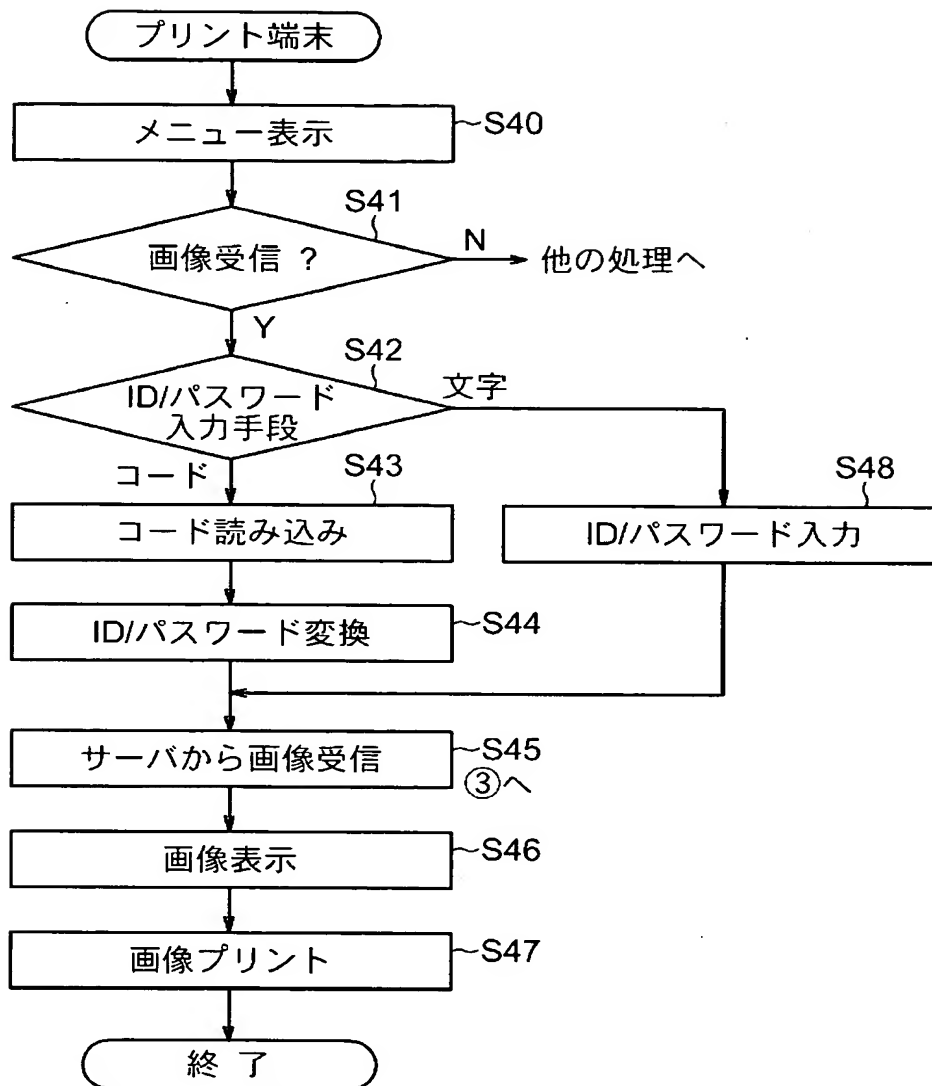 プリント端末
メニュー表示
S40
S41
画像受信 ?
N
他の処理へ
Y
S42
ID/パスワード
入力手段
文字
コード
S43
コード読み込み
S48
ID/パスワード入力
ID/パスワード変換
S44
サーバから画像受信
S45
③へ
画像表示
S46
画像プリント
S47
終 了